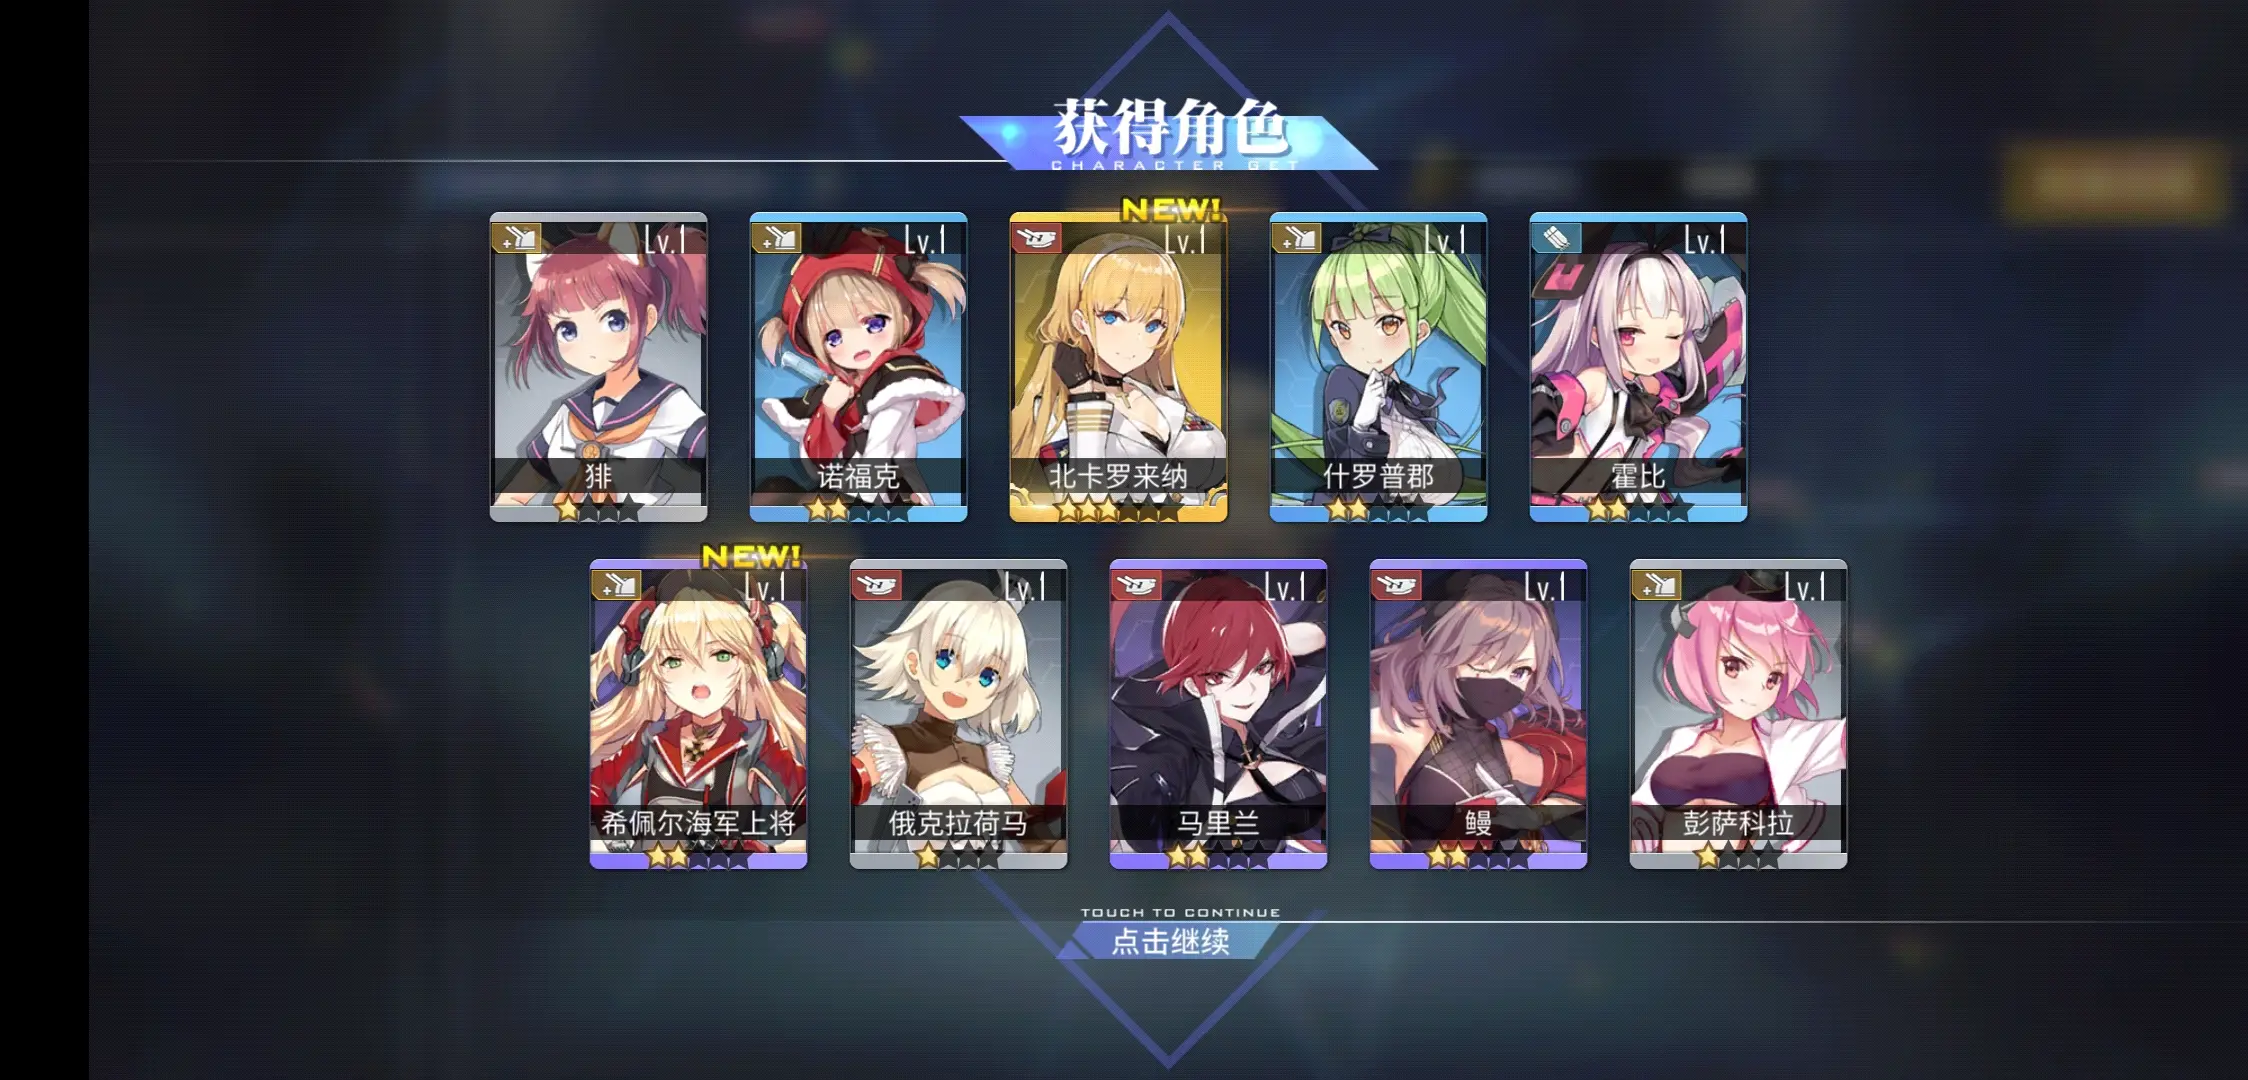 获得角色
CHARACTER GET
NEW!
Lv.1
Lv.1
Lv.1
Lv.1
Lv.1
猅
诺福克
北卡罗来纳
什罗普郡
霍比
NEW!
Lv.1
Lv.1
Lv.1
Lv.1
Lv.1
希佩尔海军上将
俄克拉荷马
马里兰
鳗
彭萨科拉
TOUCH TO CONTINUE
点击继续